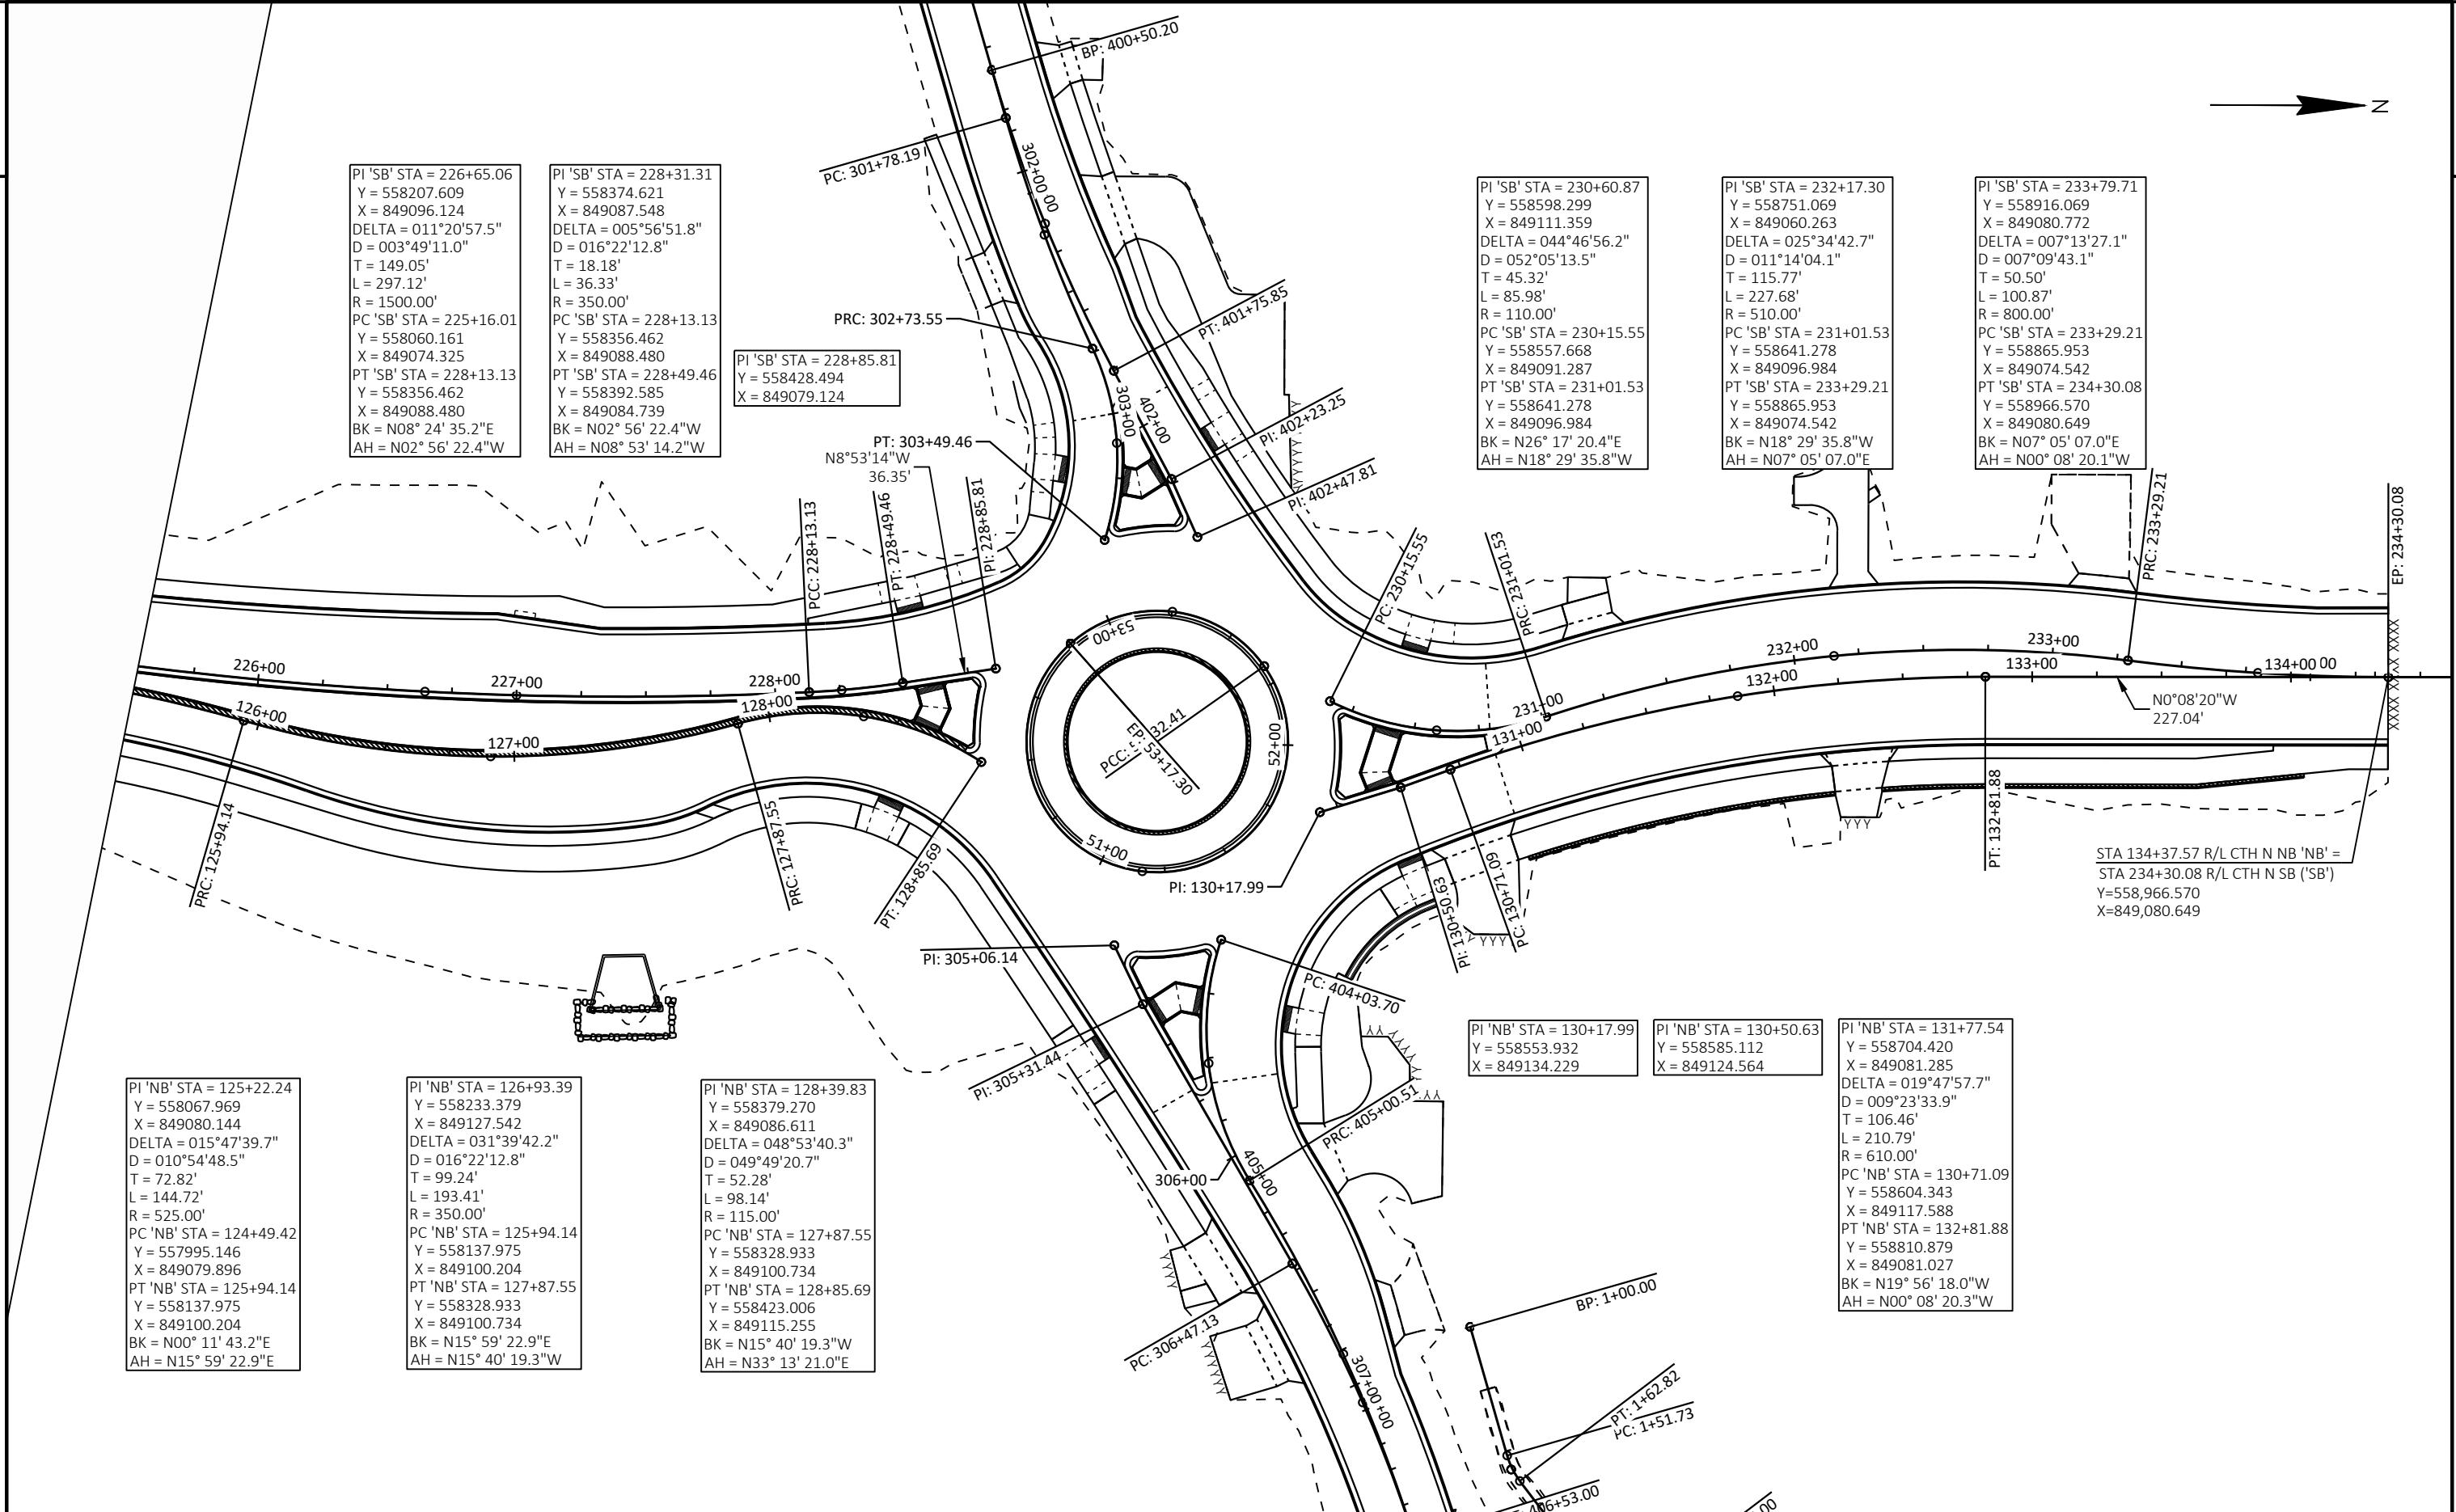 BP: 400+50.20
N
PC: 301+78.19
302+00
00
PI 'SB' STA = 226+65.06
Y = 558207.609
X = 849096.124
DELTA = 011°20'57.5"
D = 003°49'11.0"
T = 149.05'
L = 297.12'
R = 1500.00'
PC 'SB' STA = 225+16.01
Y = 558060.161
X = 849074.325
PT 'SB' STA = 228+13.13
Y = 558356.462
X = 849088.480
BK = N08° 24' 35.2"E
AH = N02° 56' 22.4"W
PI 'SB' STA = 228+31.31
Y = 558374.621
X = 849087.548
DELTA = 005°56'51.8"
D = 016°22'12.8"
T = 18.18'
L = 36.33'
R = 350.00'
PC 'SB' STA = 228+13.13
Y = 558356.462
X = 849088.480
PT 'SB' STA = 228+49.46
Y = 558392.585
X = 849084.739
BK = N02° 56' 22.4"W
AH = N08° 53' 14.2"W
PI 'SB' STA = 228+85.81
Y = 558428.494
X = 849079.124
PI 'SB' STA = 230+60.87
Y = 558598.299
X = 849111.359
DELTA = 044°46'56.2"
D = 052°05'13.5"
T = 45.32'
L = 85.98'
R = 110.00'
PC 'SB' STA = 230+15.55
Y = 558557.668
X = 849091.287
PT 'SB' STA = 231+01.53
Y = 558641.278
X = 849096.984
BK = N26° 17' 20.4"E
AH = N18° 29' 35.8"W
PI 'SB' STA = 232+17.30
Y = 558751.069
X = 849060.263
DELTA = 025°34'42.7"
D = 011°14'04.1"
T = 115.77'
L = 227.68'
R = 510.00'
PC 'SB' STA = 231+01.53
Y = 558641.278
X = 849096.984
PT 'SB' STA = 233+29.21
Y = 558865.953
X = 849074.542
BK = N18° 29' 35.8"W
AH = N07° 05' 07.0"E
PI 'SB' STA = 233+79.71
Y = 558916.069
X = 849080.772
DELTA = 007°13'27.1"
D = 007°09'43.1"
T = 50.50'
L = 100.87'
R = 800.00'
PC 'SB' STA = 233+29.21
Y = 558865.953
X = 849074.542
PT 'SB' STA = 234+30.08
Y = 558966.570
X = 849080.649
BK = N07° 05' 07.0"E
AH = N00° 08' 20.1"W
PRC: 302+73.55
PT: 401+75.85
303+00
402+00
PI: 402+23.25
PT: 303+49.46
PI: 402+47.81
N8°53'14"W
36.35'
PCC: 228+13.13
PT: 228+49.46
PI: 228+85.81
PC: 230+15.55
PRC: 231+01.53
PRC: 233+29.21
EP: 234+30.08
226+00
227+00
228+00
126+00
127+00
128+00
53+00
52+00
51+00
32.41
EP: 53+17.30
231+00
232+00
233+00
134+00
00
131+00
132+00
133+00
N0°08'20"W
227.04'
PRC: 125+94.14
PRC: 127+87.55
PT: 128+85.69
PI: 130+17.99
PI: 130+50.63
PC: 130+71.09
PT: 132+81.88
YYY
YYY
STA 134+37.57 R/L CTH N NB 'NB' =
STA 234+30.08 R/L CTH N SB ('SB')
Y=558,966.570
X=849,080.649
PI: 305+06.14
PC: 404+03.70
PI: 305+31.44
PRC: 405+00.51
405+00
306+00
PC: 306+47.13
307+00
+00
BP: 1+00.00
PT: 1+62.82
PC: 1+51.73
406+53.00
PI 'NB' STA = 130+17.99
Y = 558553.932
X = 849134.229
PI 'NB' STA = 130+50.63
Y = 558585.112
X = 849124.564
PI 'NB' STA = 131+77.54
Y = 558704.420
X = 849081.285
DELTA = 019°47'57.7"
D = 009°23'33.9"
T = 106.46'
L = 210.79'
R = 610.00'
PC 'NB' STA = 130+71.09
Y = 558604.343
X = 849117.588
PT 'NB' STA = 132+81.88
Y = 558810.879
X = 849081.027
BK = N19° 56' 18.0"W
AH = N00° 08' 20.3"W
PI 'NB' STA = 125+22.24
Y = 558067.969
X = 849080.144
DELTA = 015°47'39.7"
D = 010°54'48.5"
T = 72.82'
L = 144.72'
R = 525.00'
PC 'NB' STA = 124+49.42
Y = 557995.146
X = 849079.896
PT 'NB' STA = 125+94.14
Y = 558137.975
X = 849100.204
BK = N00° 11' 43.2"E
AH = N15° 59' 22.9"E
PI 'NB' STA = 126+93.39
Y = 558233.379
X = 849127.542
DELTA = 031°39'42.2"
D = 016°22'12.8"
T = 99.24'
L = 193.41'
R = 350.00'
PC 'NB' STA = 125+94.14
Y = 558137.975
X = 849100.204
PT 'NB' STA = 127+87.55
Y = 558328.933
X = 849100.734
BK = N15° 59' 22.9"E
AH = N15° 40' 19.3"W
PI 'NB' STA = 128+39.83
Y = 558379.270
X = 849086.611
DELTA = 048°53'40.3"
D = 049°49'20.7"
T = 52.28'
L = 98.14'
R = 115.00'
PC 'NB' STA = 127+87.55
Y = 558328.933
X = 849100.734
PT 'NB' STA = 128+85.69
Y = 558423.006
X = 849115.255
BK = N15° 40' 19.3"W
AH = N33° 13' 21.0"E